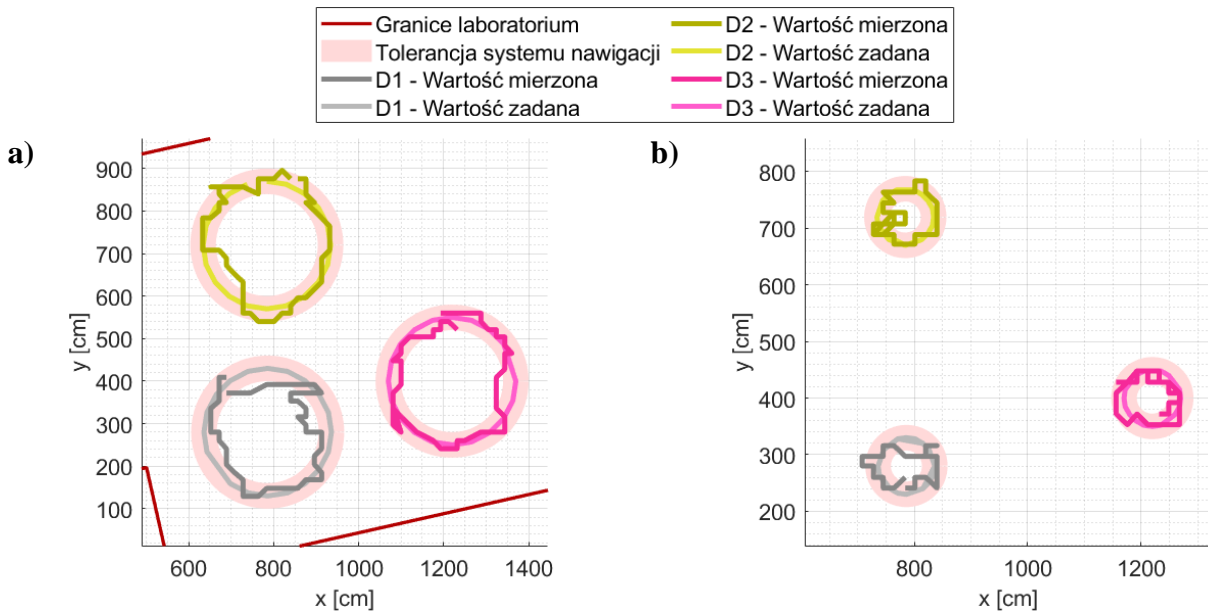 Granice laboratorium
Tolerancja systemu nawigacji
D1 - Wartość mierzona
D1 - Wartość zadana
D2 - Wartość mierzona
D2 - Wartość zadana
D3 - Wartość mierzona
D3 - Wartość zadana
a)
900
800
700
600
500
400
300
200
100
y [cm]
600 800 1000 1200 1400
x [cm]
b)
800
700
600
500
400
300
200
y [cm]
800 1000 1200
x [cm]